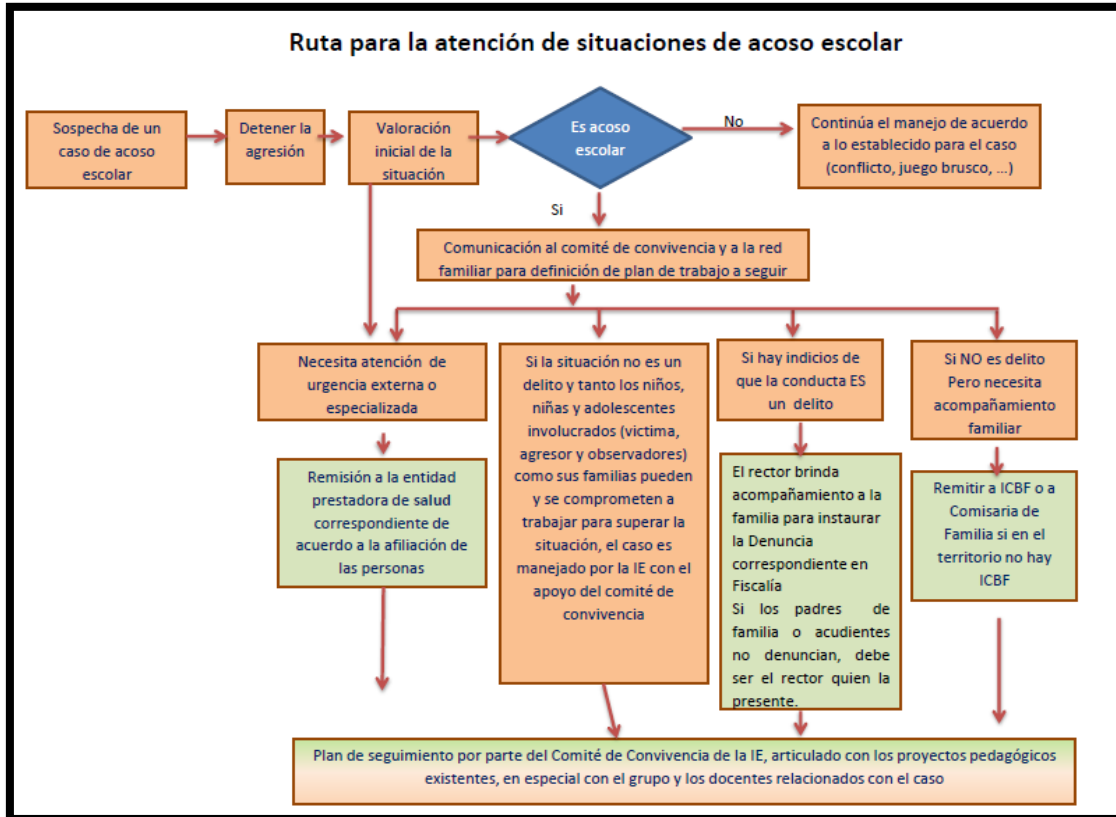 Ruta para la atención de situaciones de acoso escolar
Sospecha de un
caso de acoso
escolar
Detener la
agresión
Valoración
inicial de la
situación
Es acoso
escolar
No
Continúa el manejo de acuerdo
a lo establecido para el caso
(conflicto, juego brusco, ...)
Si
Comunicación al comité de convivencia y a la red
familiar para definición de plan de trabajo a seguir
Necesita atención de
urgencia externa o
especializada
Si la situación no es un
delito y tanto los niños,
niñas y adolescentes
involucrados (victima,
agresor y observadores)
como sus familias pueden
y se comprometen a
trabajar para superar la
situación, el caso es
manejado por la IE con el
apoyo del comité de
convivencia
Si hay indicios de
que la conducta ES
un delito
Si NO es delito
Pero necesita
acompañamiento
familiar
Remisión a la entidad
prestadora de salud
correspondiente de
acuerdo a la afiliación de
las personas
El rector brinda
acompañamiento a la
familia para instaurar
la Denuncia
correspondiente en
Fiscalía
Si los padres de
familia o acudientes
no denuncian, debe
ser el rector quien la
presente.
Remitir a ICBF o a
Comisaria de
Familia si en el
territorio no hay
ICBF
Plan de seguimiento por parte del Comité de Convivencia de la IE, articulado con los proyectos pedagógicos
existentes, en especial con el grupo y los docentes relacionados con el caso